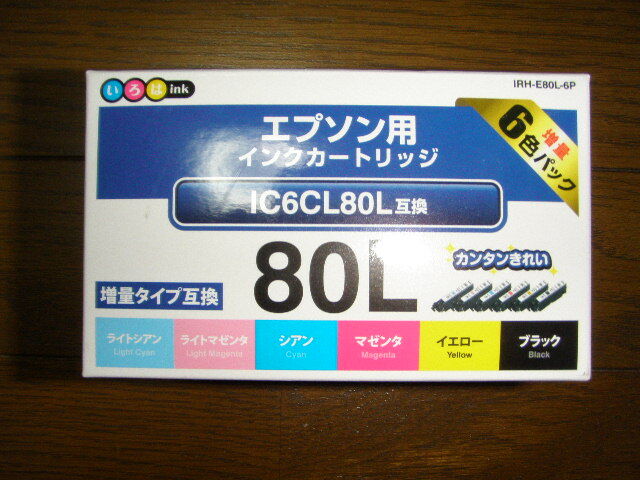 いろは ink
IRH-E80L-6P
エプソン用
インクカートリッジ
増量
6色パック
IC6CL80L互換
80L
カンタンきれい
増量タイプ互換
ライトシアン
Light Cyan
ライトマゼンタ
Light Magenta
シアン
Cyan
マゼンタ
Magenta
イエロー
Yellow
ブラック
Black